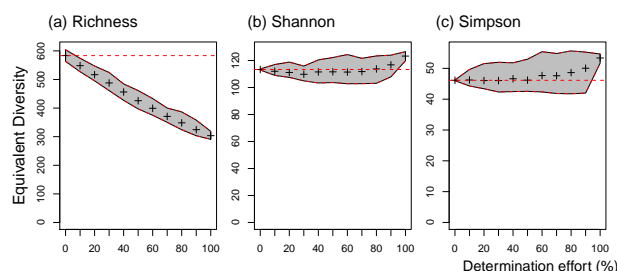 (a) Richness
(b) Shannon
(c) Simpson
Equivalent Diversity
0 100 200 300 400 500 600
0 20 40 60 80 100
0 20 40 60 80 100 120
0 20 40 60 80 100
0 10 20 30 40 50
0 20 40 60 80 100
Determination effort (%)